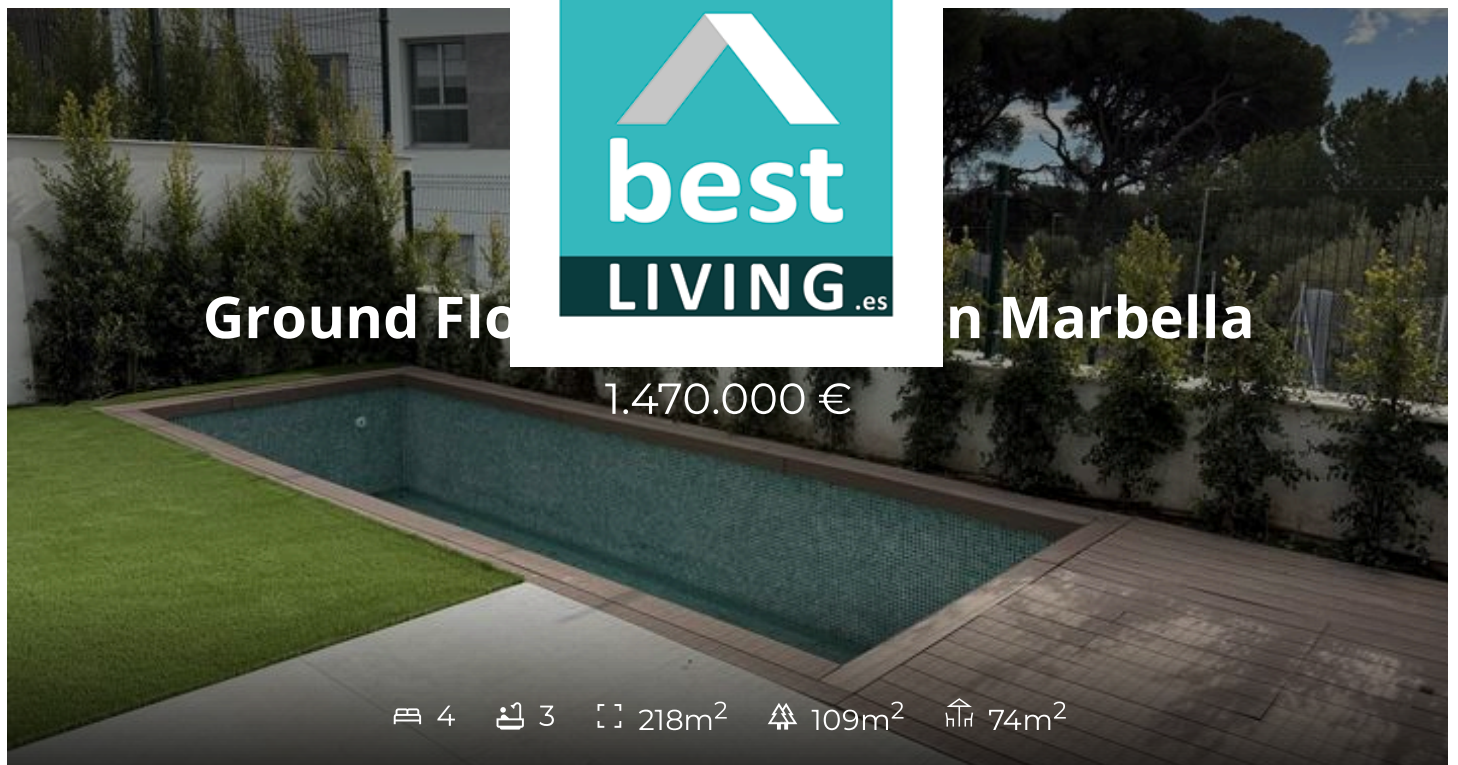 best
LIVING.es
Ground Flo n Marbella
1.470.000 €
4 3 218m² 109m² 74m²